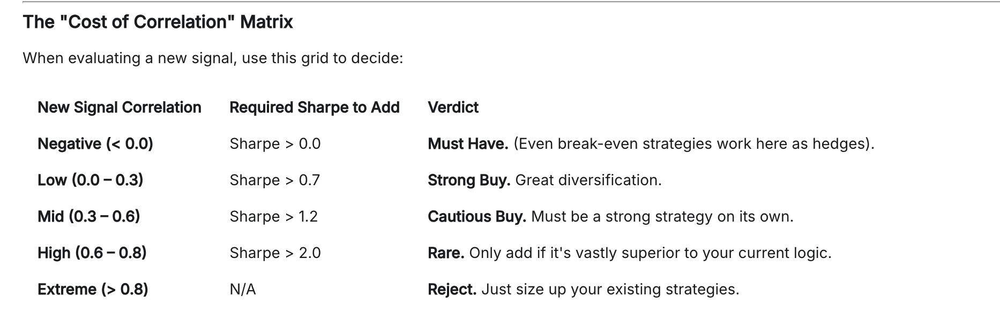 The "Cost of Correlation" Matrix
When evaluating a new signal, use this grid to decide:
New Signal Correlation Required Sharpe to Add Verdict
Negative (< 0.0) Sharpe > 0.0 Must Have. (Even break-even strategies work here as hedges).
Low (0.0 – 0.3) Sharpe > 0.7 Strong Buy. Great diversification.
Mid (0.3 – 0.6) Sharpe > 1.2 Cautious Buy. Must be a strong strategy on its own.
High (0.6 – 0.8) Sharpe > 2.0 Rare. Only add if it's vastly superior to your current logic.
Extreme (> 0.8) N/A Reject. Just size up your existing strategies.